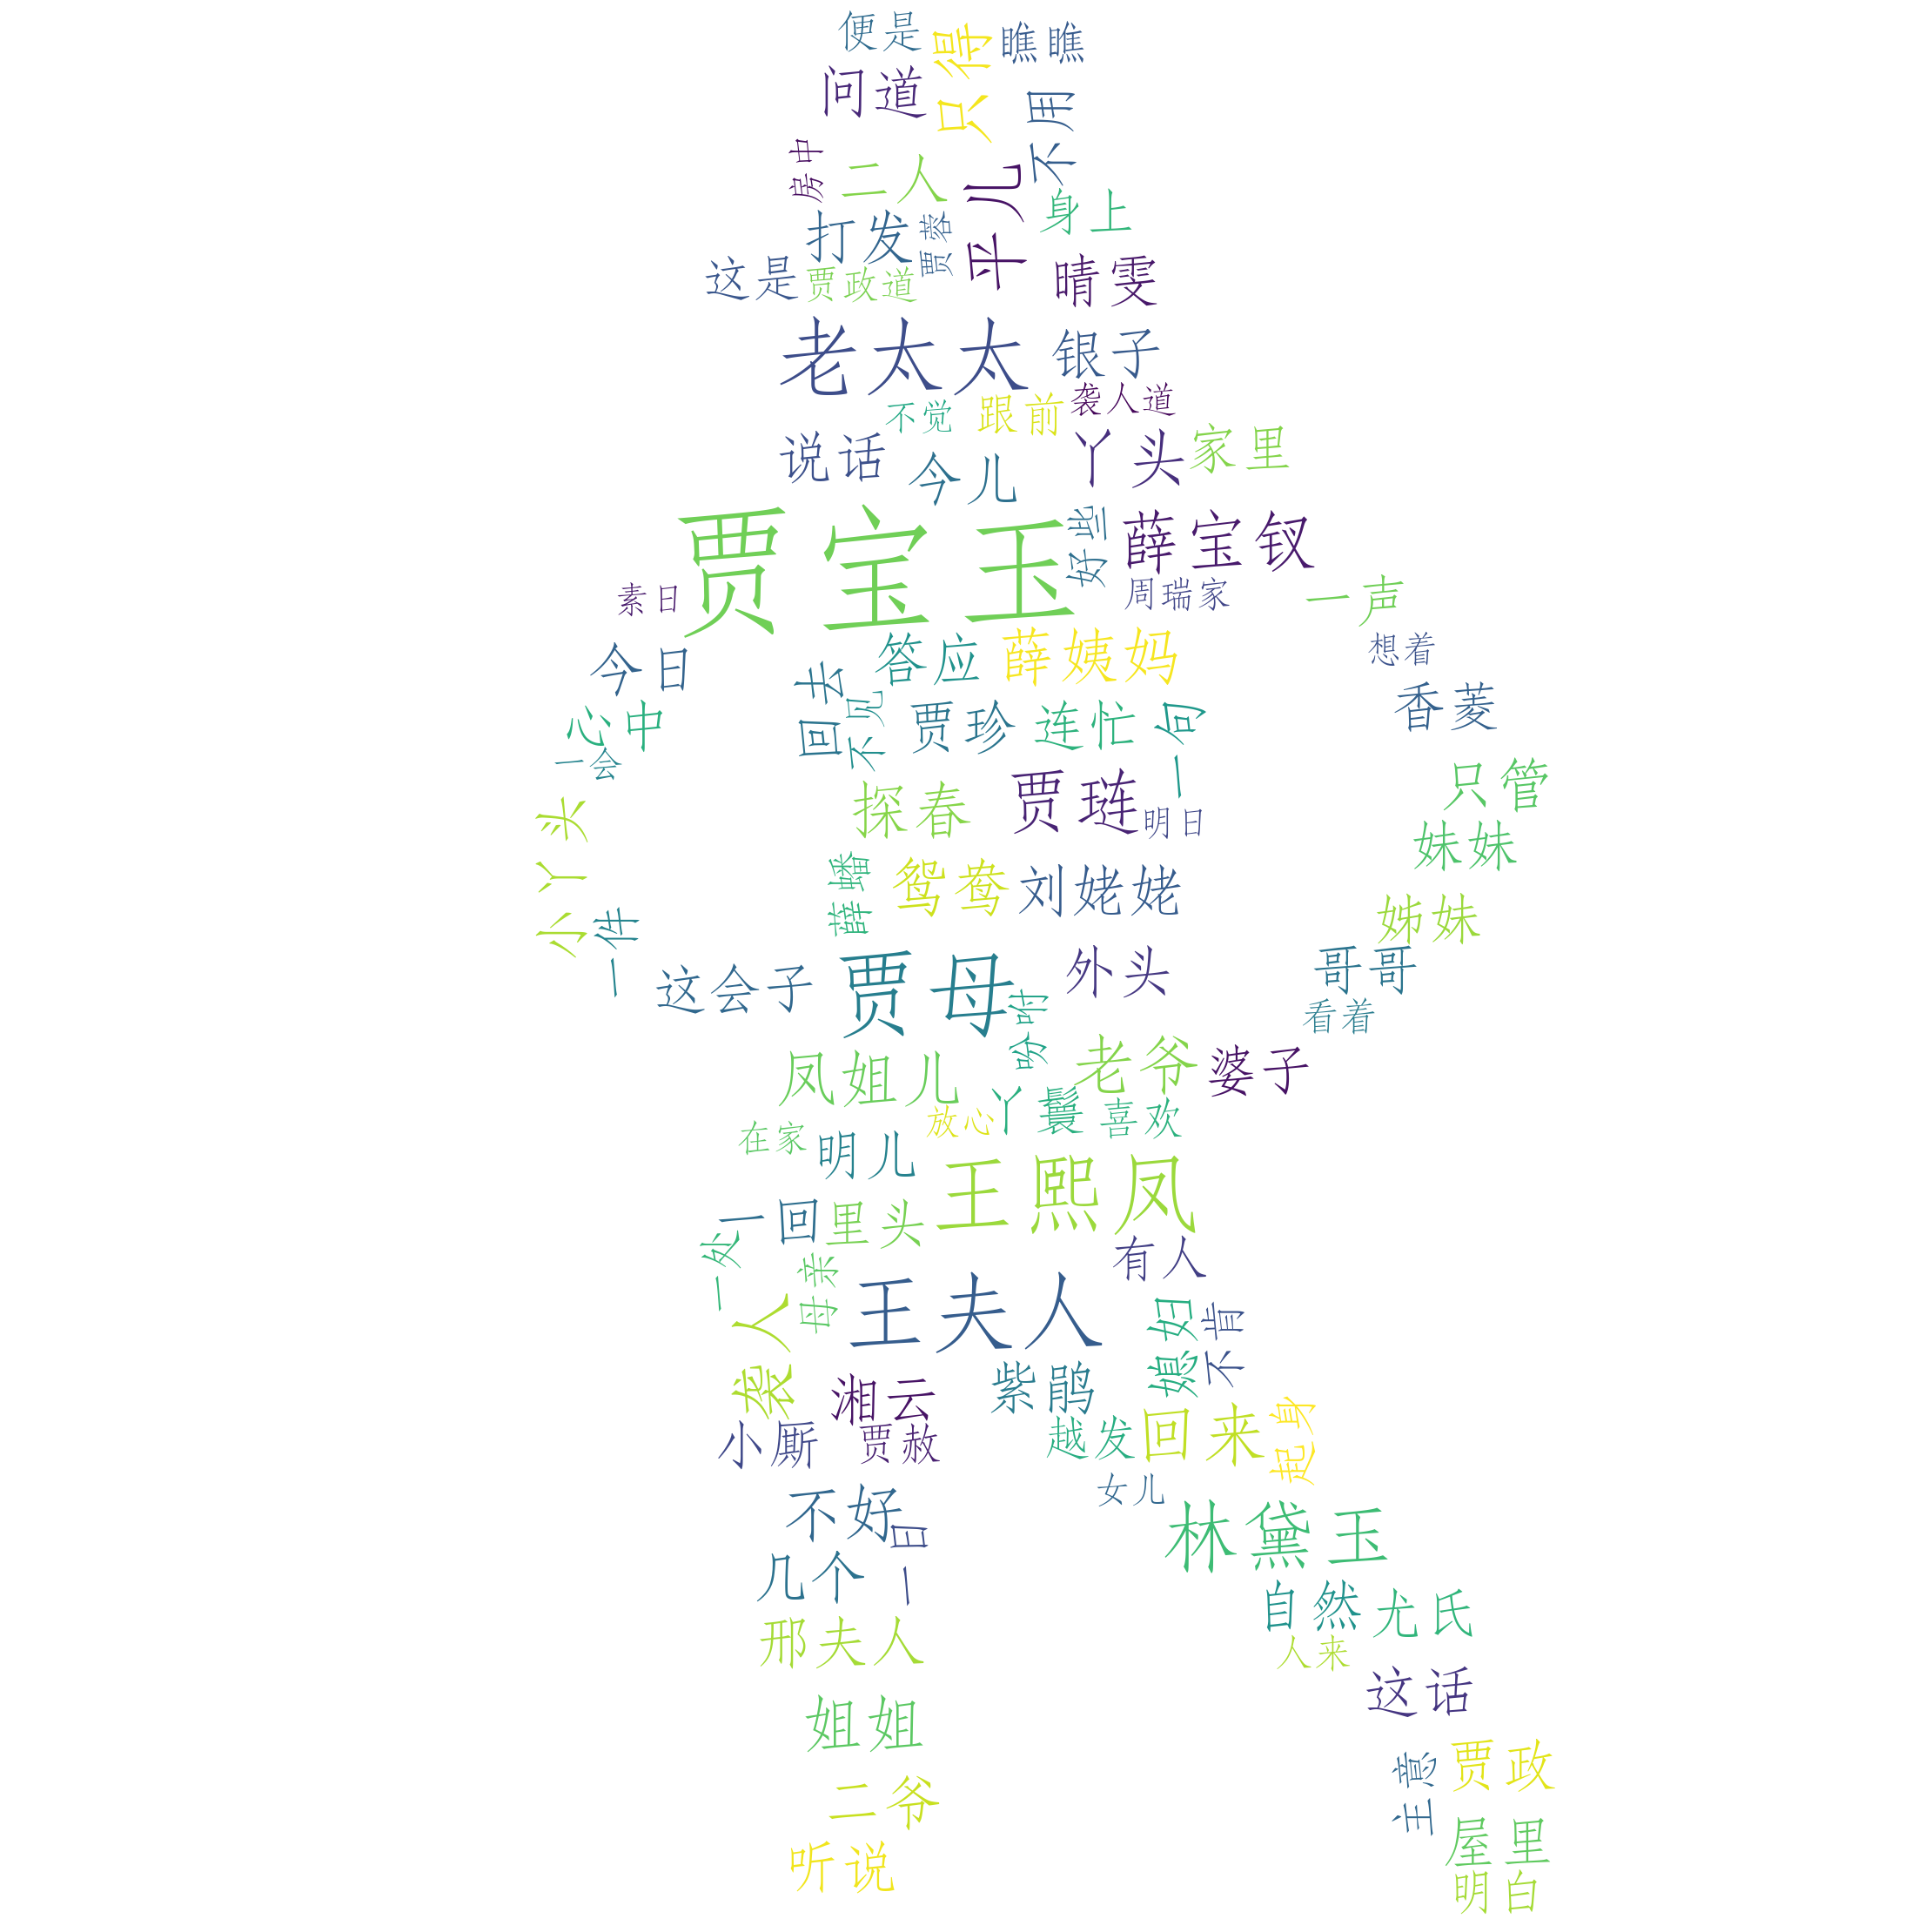 便是
只得
瞧瞧
问道
不用
房中
二人
平儿
身上
打发
贾蓉
这是
贾政道
晴雯
老太太
银子
不觉
跟前
袭人道
说话
今儿
丫头
家里
贾宝玉
好些
薛宝钗
素日
周瑞家
一声
今日
答应
薛姨妈
想着
回去
不见
心中
贾珍
连忙
一面
香菱
一会
小丫头
探春
贾琏
明日
只管
妹妹
薛蟠
鸳鸯
刘姥姥
姊妹
一件
这会子
贾母
外头
哥哥
看着
吩咐
凤姐儿
老爷
婆子
在家
明儿
放心
丫鬟
喜欢
王熙凤
一回
里头
一处
母亲
有人
袭人
王夫人
媳妇
不肯
湘云
紫鹃
小厮
贾赦
越发
回来
起身
女儿
不好
一日
林黛玉
几个
自然
尤氏
邢夫人
人来
这话
姐姐
主意
贾政
二爷
屋里
听说
明白